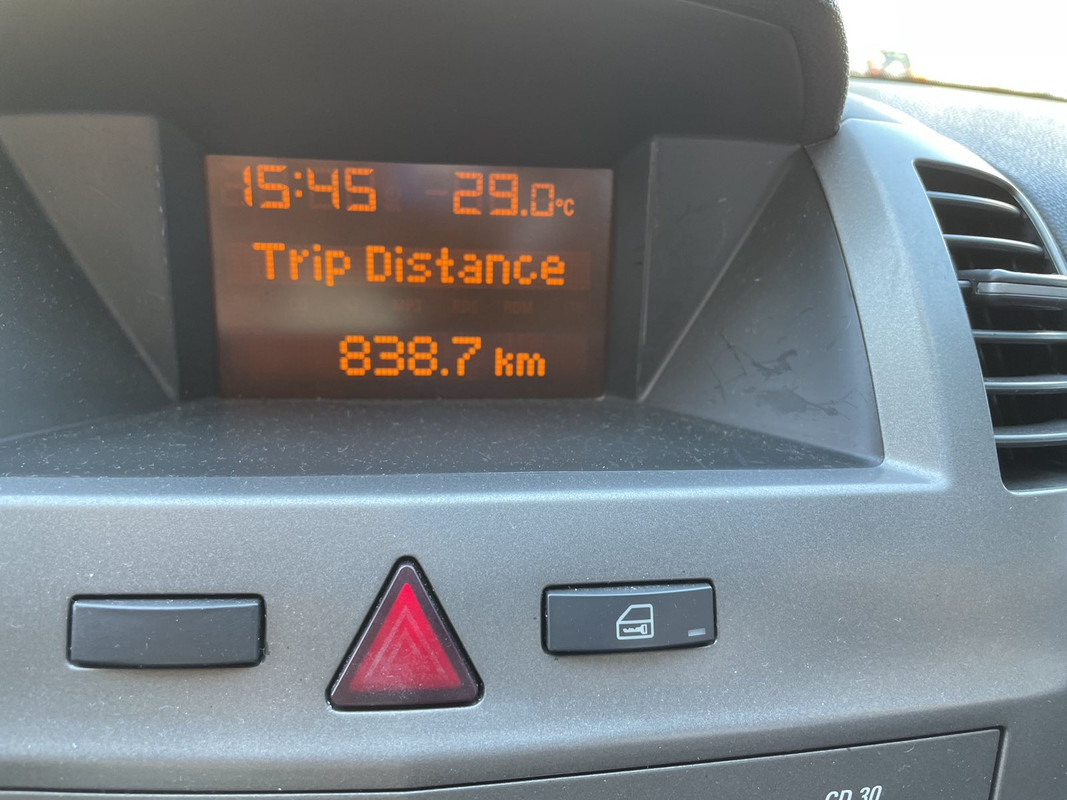 15:45 29.0°C
Trip Distance
838.7 km
CD 30